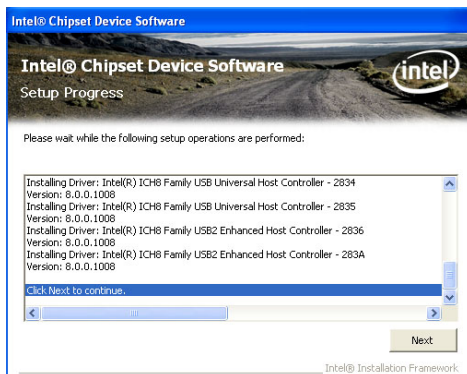 Intel® Chipset Device Software
Intel® Chipset Device Software
Setup Progress
intel
Please wait while the following setup operations are performed:
Installing Driver: Intel(R) ICH8 Family USB Universal Host Controller - 2834
Version: 8.0.0.1008
Installing Driver: Intel(R) ICH8 Family USB Universal Host Controller - 2835
Version: 8.0.0.1008
Installing Driver: Intel(R) ICH8 Family USB2 Enhanced Host Controller - 2836
Version: 8.0.0.1008
Installing Driver: Intel(R) ICH8 Family USB2 Enhanced Host Controller - 283A
Version: 8.0.0.1008
Click Next to continue.
Next
Intel® Installation Framework